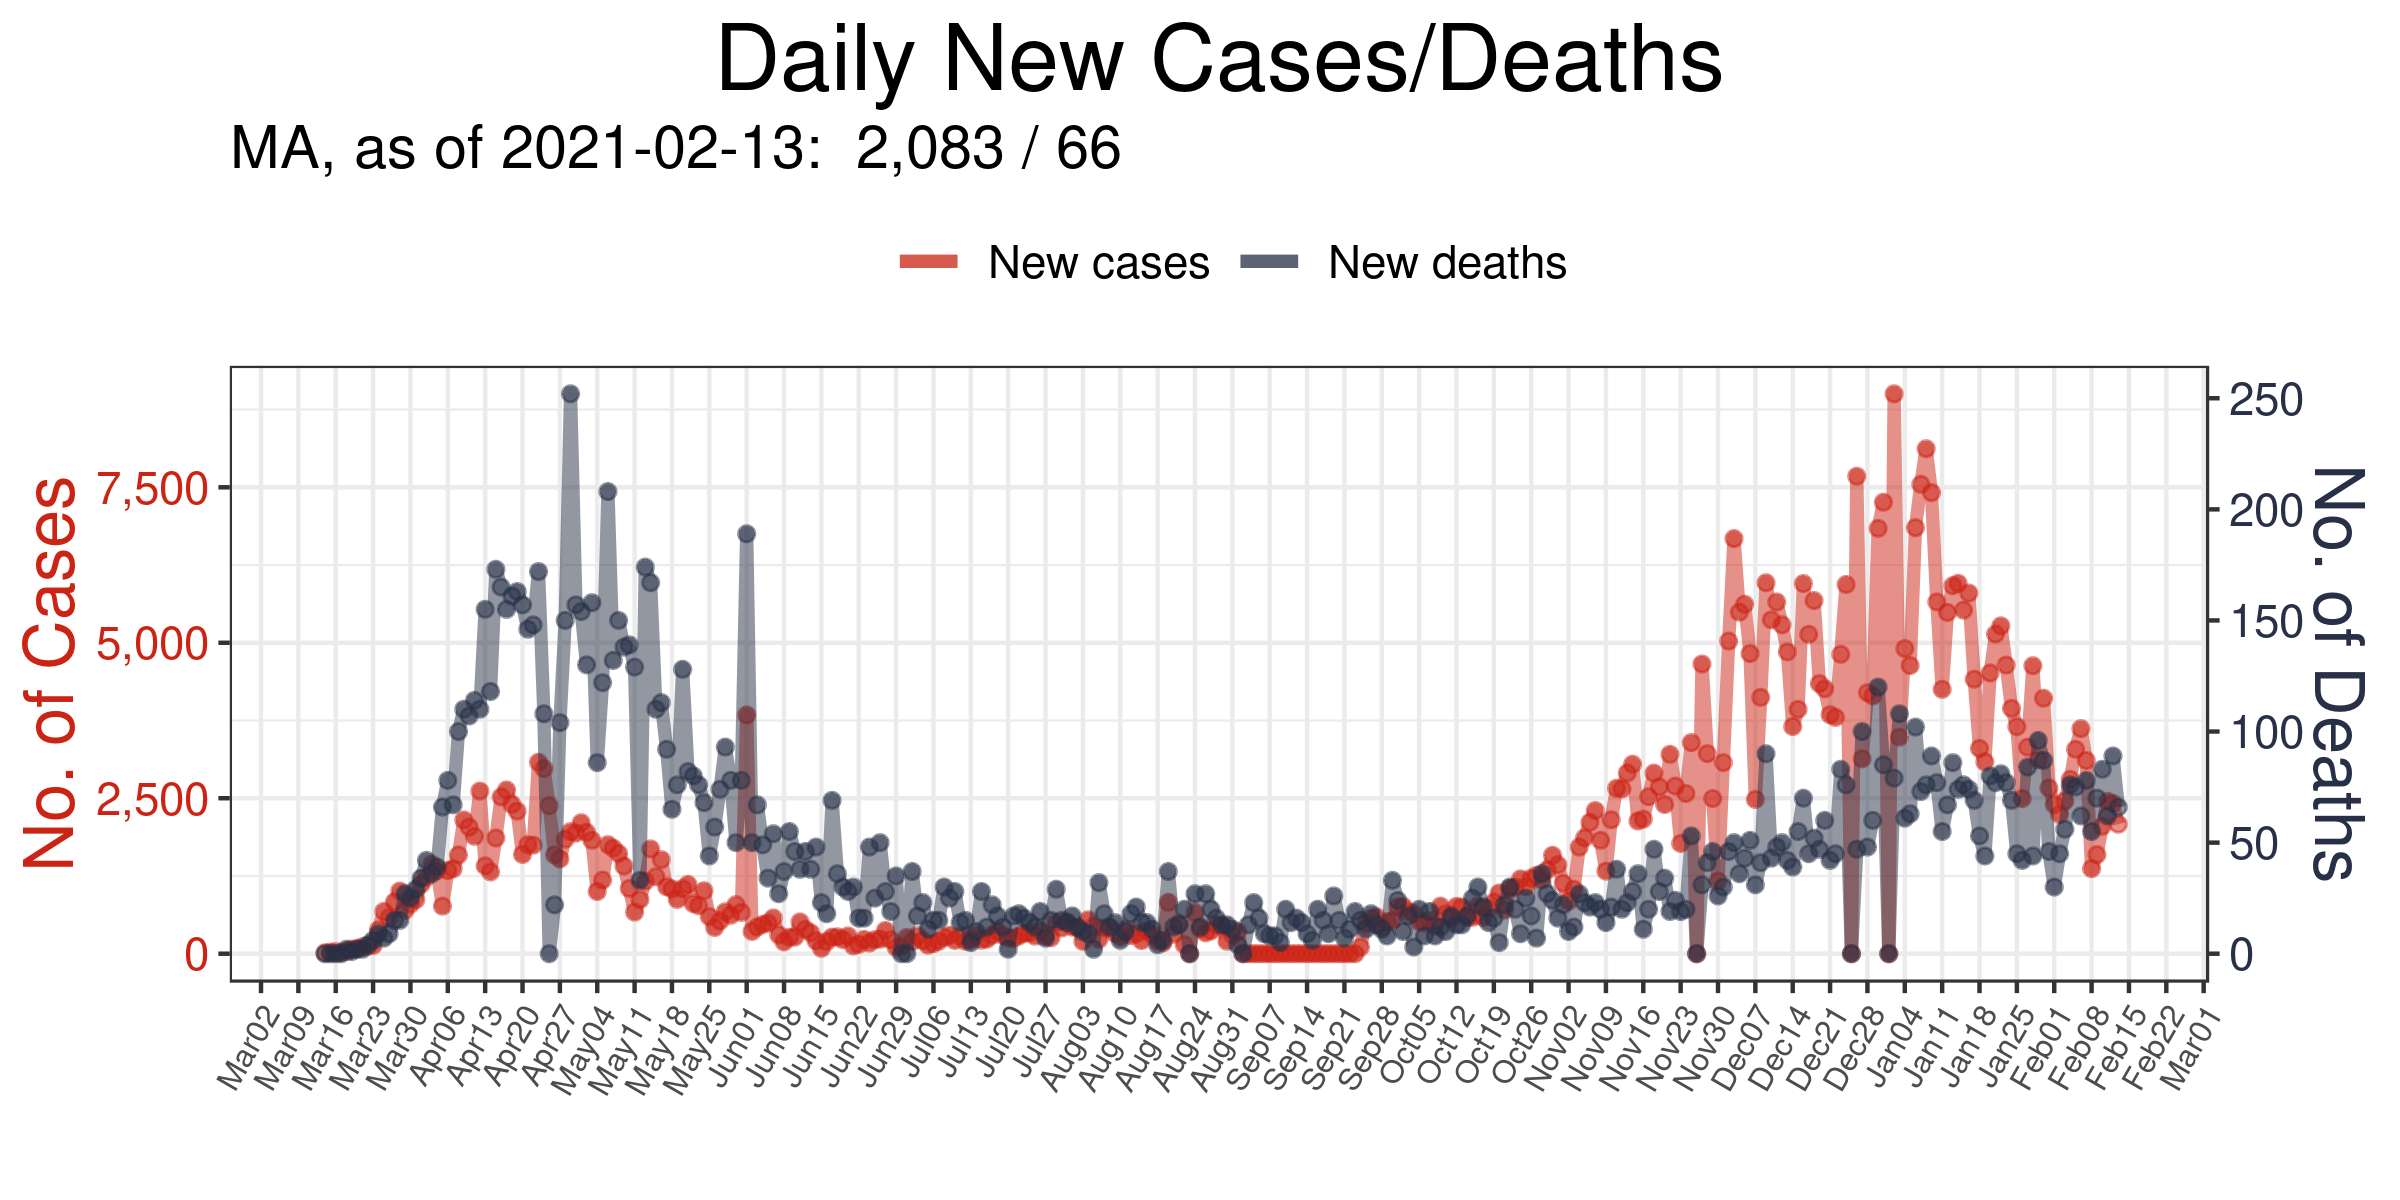 Daily New Cases/Deaths
MA, as of 2021-02-13:  2,083 / 66
New cases
New deaths
No. of Cases
7,500
5,000
2,500
0
250
200
150
100
50
0
No. of Deaths
Mar02
Mar09
Mar16
Mar23
Mar30
Apr06
Apr13
Apr20
Apr27
May04
May11
May18
May25
Jun01
Jun08
Jun15
Jun22
Jun29
Jul06
Jul13
Jul20
Jul27
Aug03
Aug10
Aug17
Aug24
Aug31
Sep07
Sep14
Sep21
Sep28
Oct05
Oct12
Oct19
Oct26
Nov02
Nov09
Nov16
Nov23
Nov30
Dec07
Dec14
Dec21
Dec28
Jan04
Jan11
Jan18
Jan25
Feb01
Feb08
Feb15
Feb22
Mar01